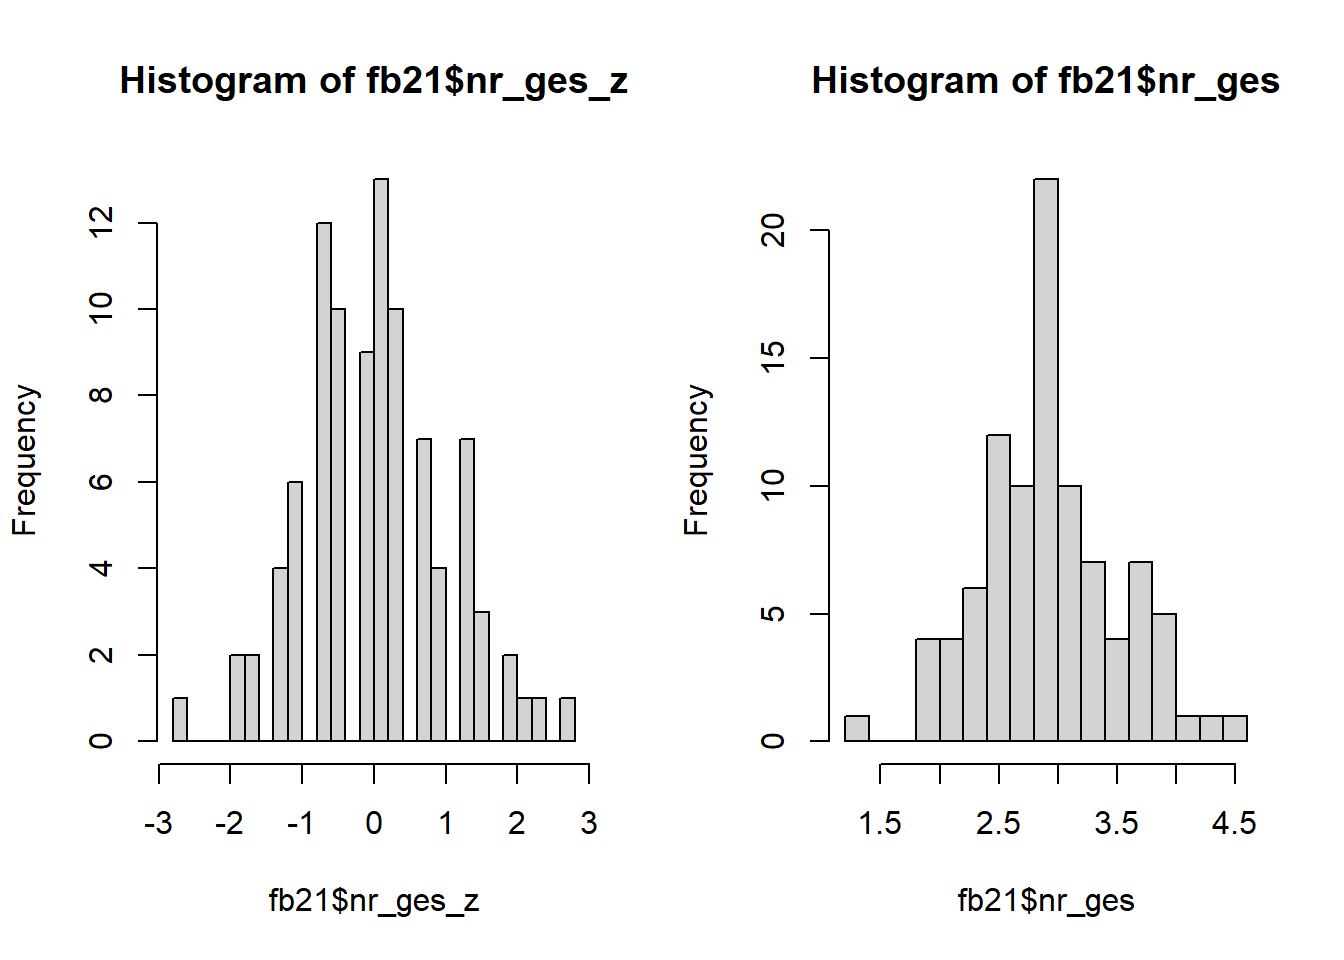 Histogram of fb21$nr_ges_z
Frequency
12
10
8
6
4
2
0
-3 -2 -1 0 1 2 3
fb21$nr_ges_z
Histogram of fb21$nr_ges
Frequency
20
15
10
5
0
1.5 2.5 3.5 4.5
fb21$nr_ges